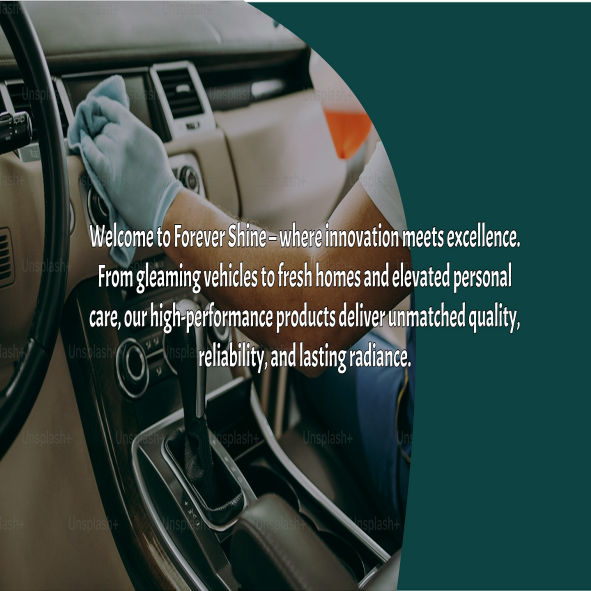 Welcome to Forever Shine – where innovation meets excellence.
From gleaming vehicles to fresh homes and elevated personal
care, our high-performance products deliver unmatched quality,
reliability, and lasting radiance.
Unsplash+